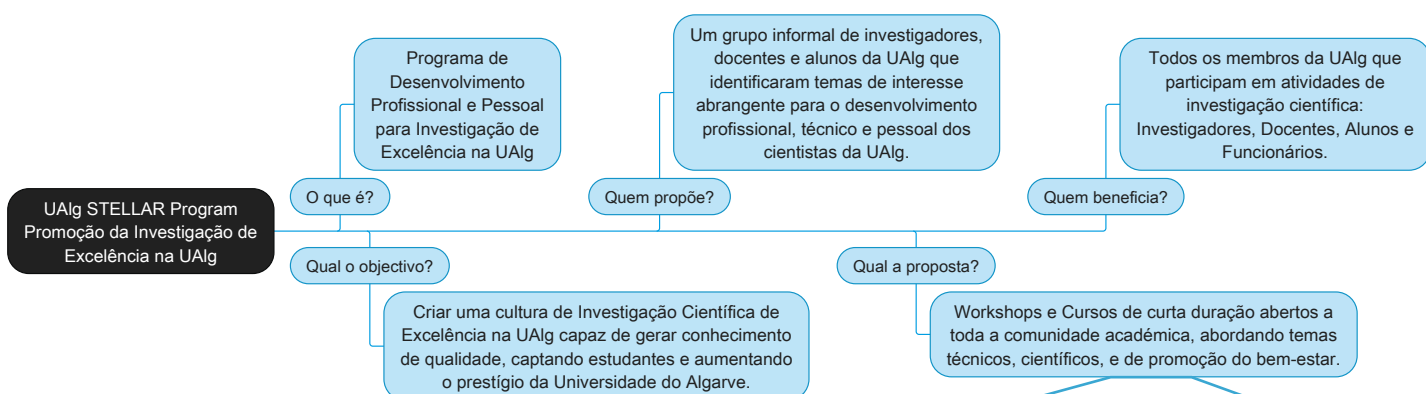 UAlg STELLAR Program
Promoção da Investigação de
Excelência na UAlg
O que é?
Programa de
Desenvolvimento
Profissional e Pessoal
para Investigação de
Excelência na UAlg
Qual o objectivo?
Criar uma cultura de Investigação Científica de
Excelência na UAlg capaz de gerar conhecimento
de qualidade, captando estudantes e aumentando
o prestígio da Universidade do Algarve.
Quem propõe?
Um grupo informal de investigadores,
docentes e alunos da UAlg que
identificaram temas de interesse
abrangente para o desenvolvimento
profissional, técnico e pessoal dos
cientistas da UAlg.
Qual a proposta?
Workshops e Cursos de curta duração abertos a
toda a comunidade académica, abordando temas
técnicos, científicos, e de promoção do bem-estar.
Quem beneficia?
Todos os membros da UAlg que
participam em atividades de
investigação científica:
Investigadores, Docentes, Alunos e
Funcionários.